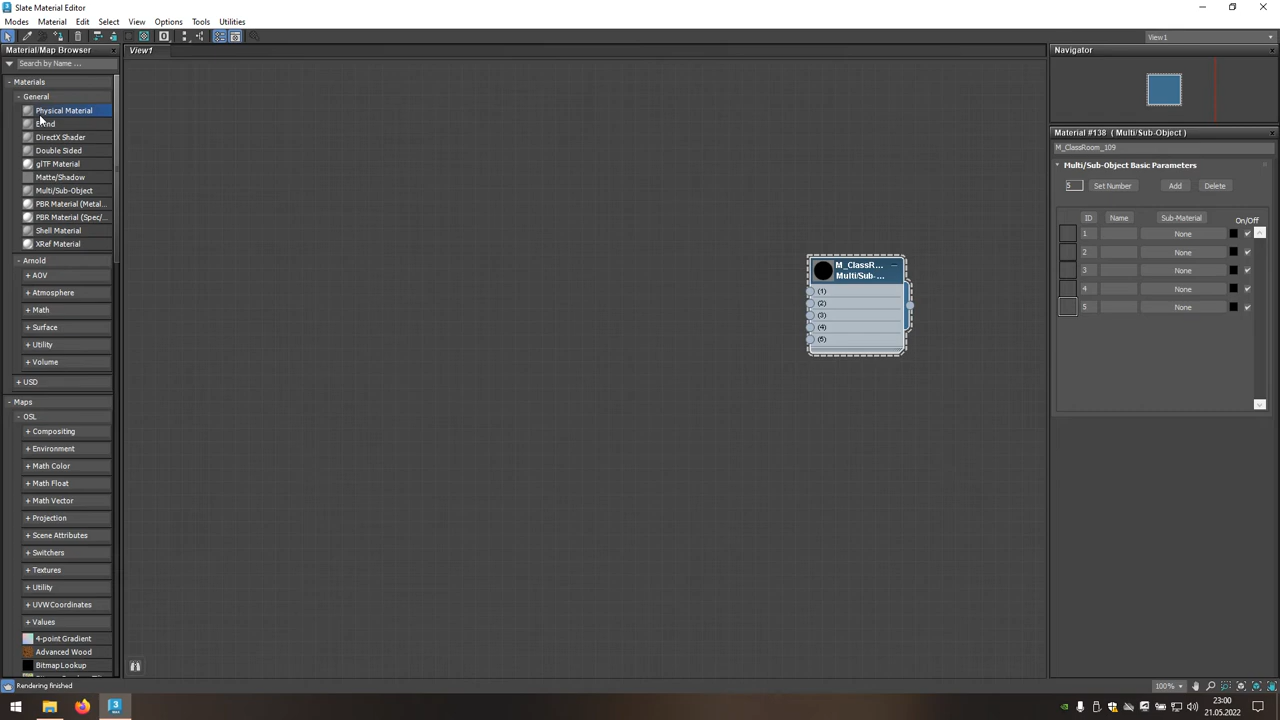 Slate Material Editor
Modes Material Edit Select View Options Tools Utilities
View1
Material/Map Browser
View1
Navigator
Search by Name ...
- Materials
- General
Physical Material
DirectX Shader
Double Sided
glTF Material
Matte/Shadow
Multi/Sub-Object
PBR Material (Metal...
PBR Material (Spec/...
Shell Material
XRef Material
- Arnold
+ AOV
+ Atmosphere
+ Math
+ Surface
+ Utility
+ Volume
+ USD
- Maps
- OSL
+ Compositing
+ Environment
+ Math Color
+ Math Float
+ Math Vector
+ Projection
+ Scene Attributes
+ Switchers
+ Textures
+ Utility
+ UVWCoordinates
+ Values
4-point Gradient
Advanced Wood
BitmapLookup
M_ClassR...
Multi/Sub-...
(1)
(2)
(3)
(4)
(5)
Material #138 ( Multi/Sub-Object )
M_ClassRoom_109
Multi/Sub-Object Basic Parameters
5 Set Number Add Delete
ID Name Sub-Material On/Off
1 None
2 None
3 None
4 None
5 None
Rendering finished
100%
3
23:00
21.05.2022